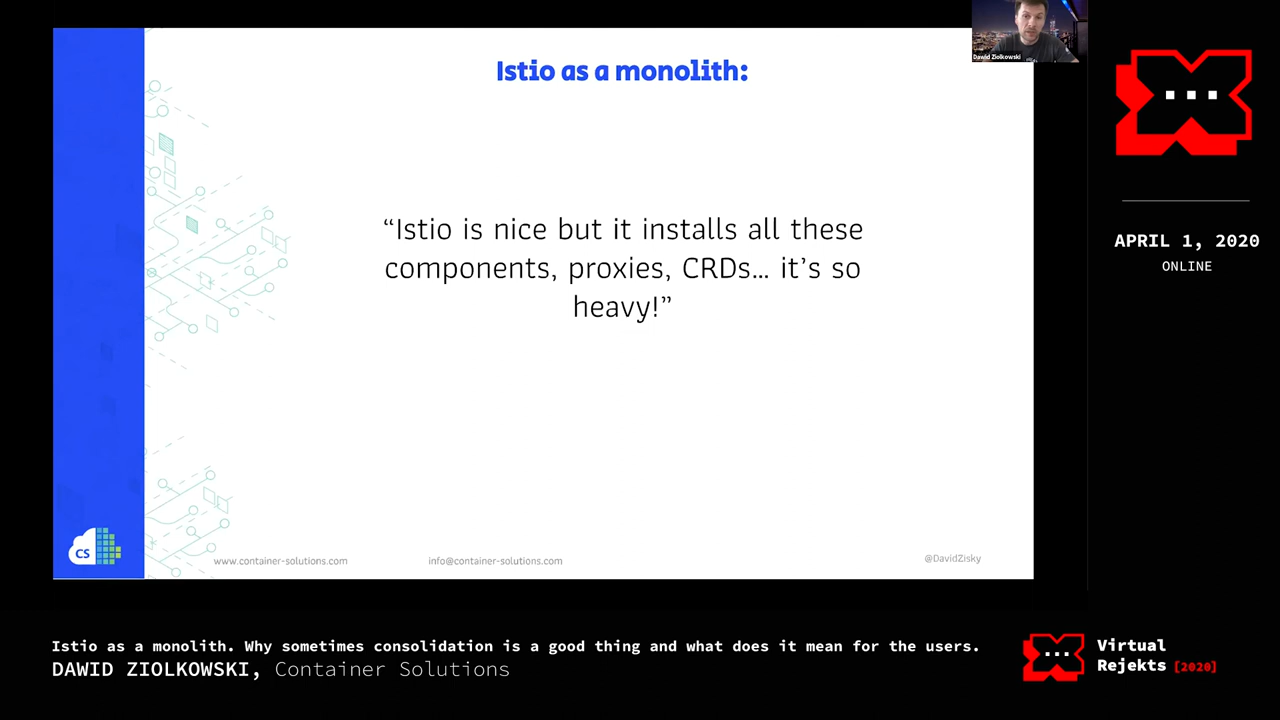 Istio as a monolith:
“Istio is nice but it installs all these
components, proxies, CRDs... it’s so
heavy!”
CS
www.container-solutions.com
info@container-solutions.com
@DavidZisky
Dawid Ziolkowski
APRIL 1, 2020
ONLINE
Istio as a monolith. Why sometimes consolidation is a good thing and what does it mean for the users.
DAWID ZIOLKOWSKI, Container Solutions
Virtual
Rejekts [2020]